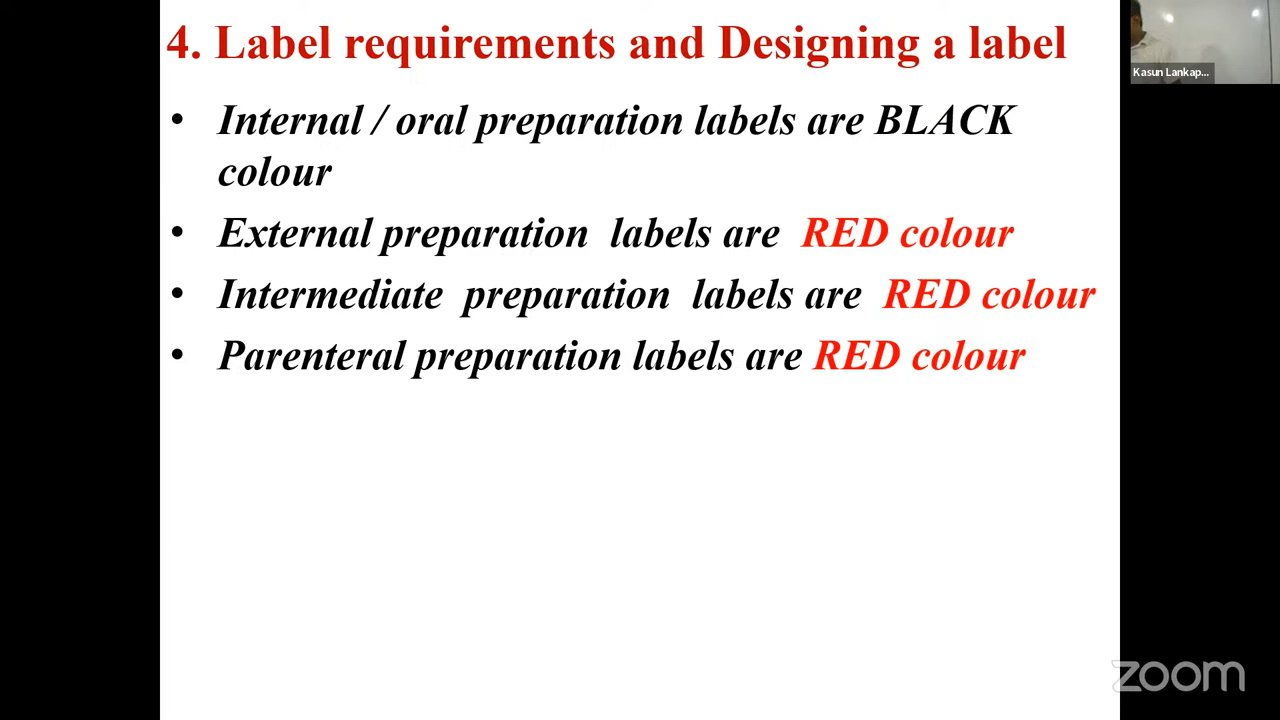 4. Label requirements and Designing a label
Kasun Lankap...
• Internal / oral preparation labels are BLACK
colour
• External preparation labels are RED colour
• Intermediate preparation labels are RED colour
• Parenteral preparation labels are RED colour
zoom